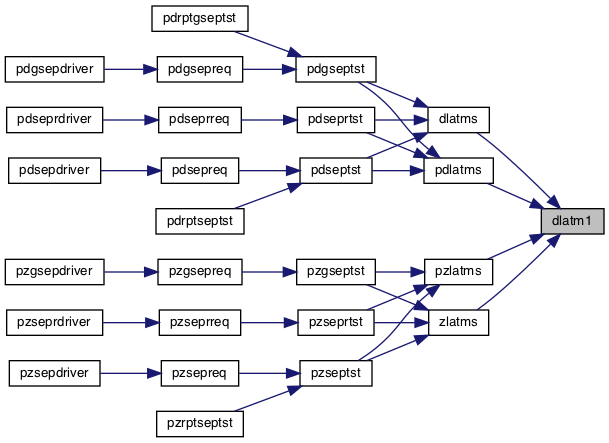 pdrptgseptst
pdgsepdriver pdgsepreq pdgseptst
pdseprdriver pdseprreq pdseprtst dlatms
pdsepdriver pdsepreq pdseptst pdlatms
pdrptseptst dlatm1
pzgsepdriver pzgsepreq pzgseptst pzlatms
pzseprdriver pzseprreq pzseprtst zlatms
pzsepdriver pzsepreq pzseptst
pzrptseptst